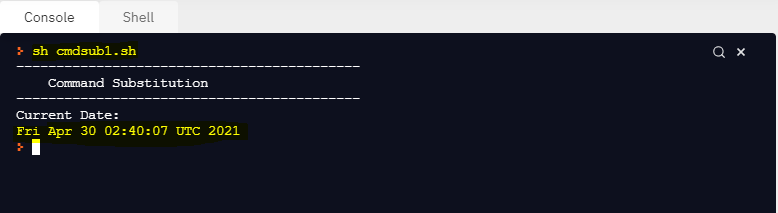 Console Shell
sh cmdsub1.sh
-------------------------------------------
Command Substitution
-------------------------------------------
Current Date:
Fri Apr 30 02:40:07 UTC 2021